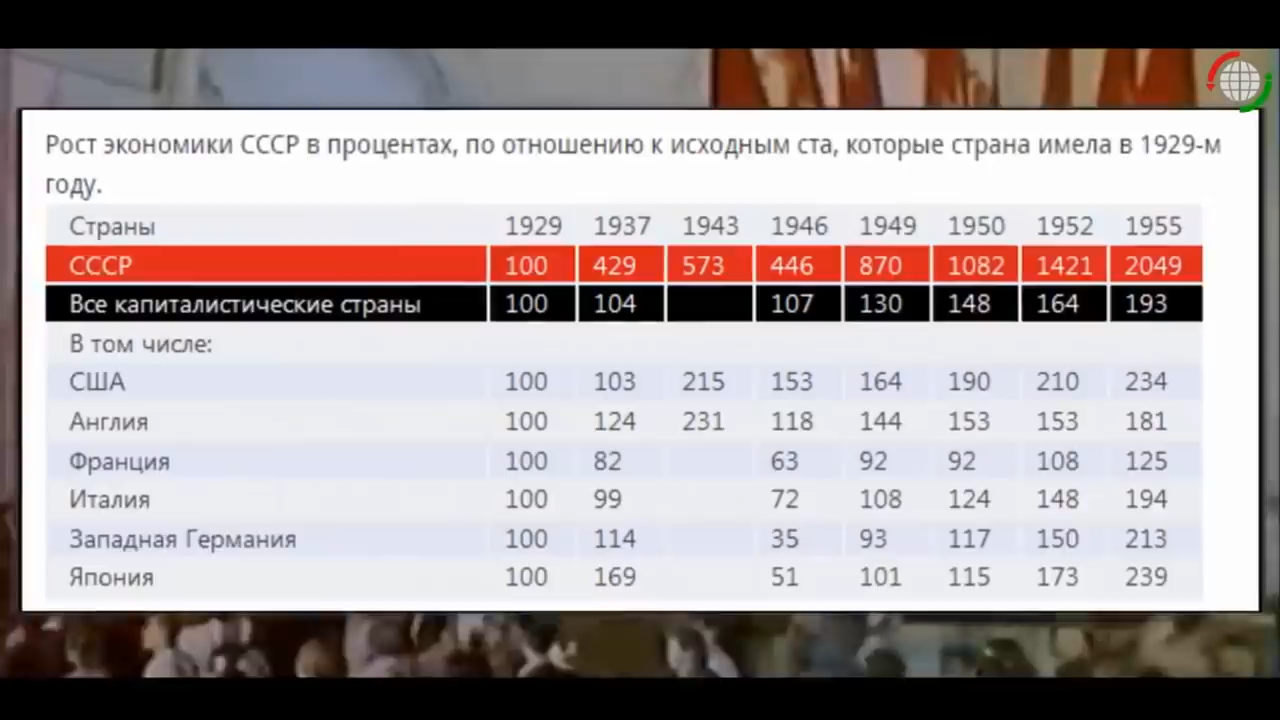 Рост экономики СССР в процентах, по отношению к исходным ста, которые страна имела в 1929-м
году.
Страны 1929 1937 1943 1946 1949 1950 1952 1955
СССР 100 429 573 446 870 1082 1421 2049
Все капиталистические страны 100 104 107 130 148 164 193
В том числе:
США 100 103 215 153 164 190 210 234
Англия 100 124 231 118 144 153 153 181
Франция 100 82 63 92 92 108 125
Италия 100 99 72 108 124 148 194
Западная Германия 100 114 35 93 117 150 213
Япония 100 169 51 101 115 173 239